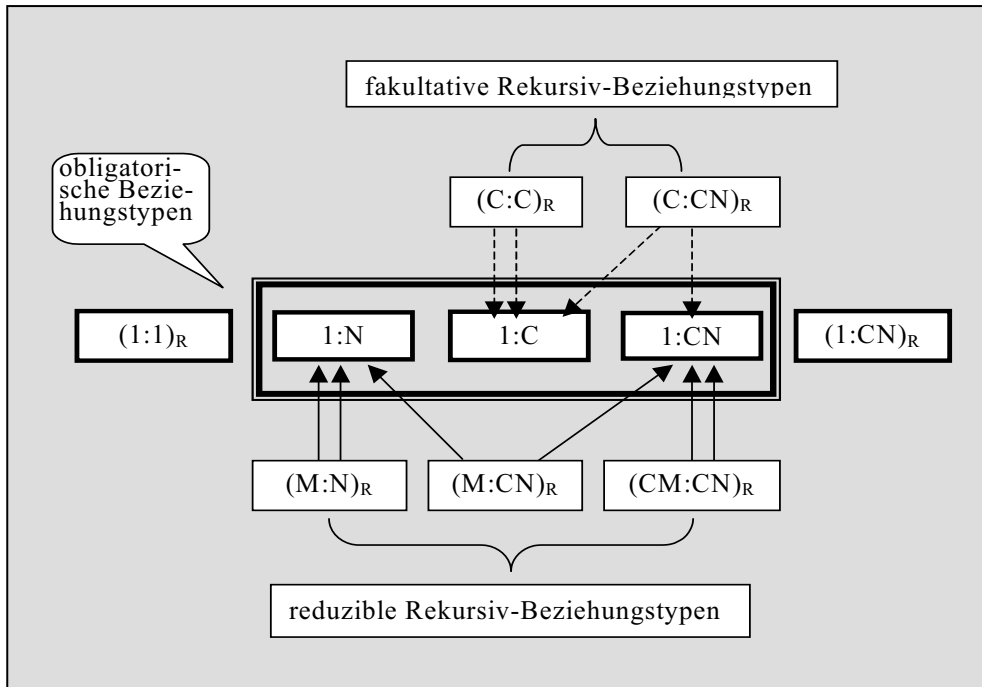 fakultative Rekursiv-Beziehungstypen
obligatori-
sche Bezie-
hungstypen
(C:C)R
(C:CN)R
(1:1)R
1:N
1:C
1:CN
(1:CN)R
(M:N)R
(M:CN)R
(CM:CN)R
reduzible Rekursiv-Beziehungstypen